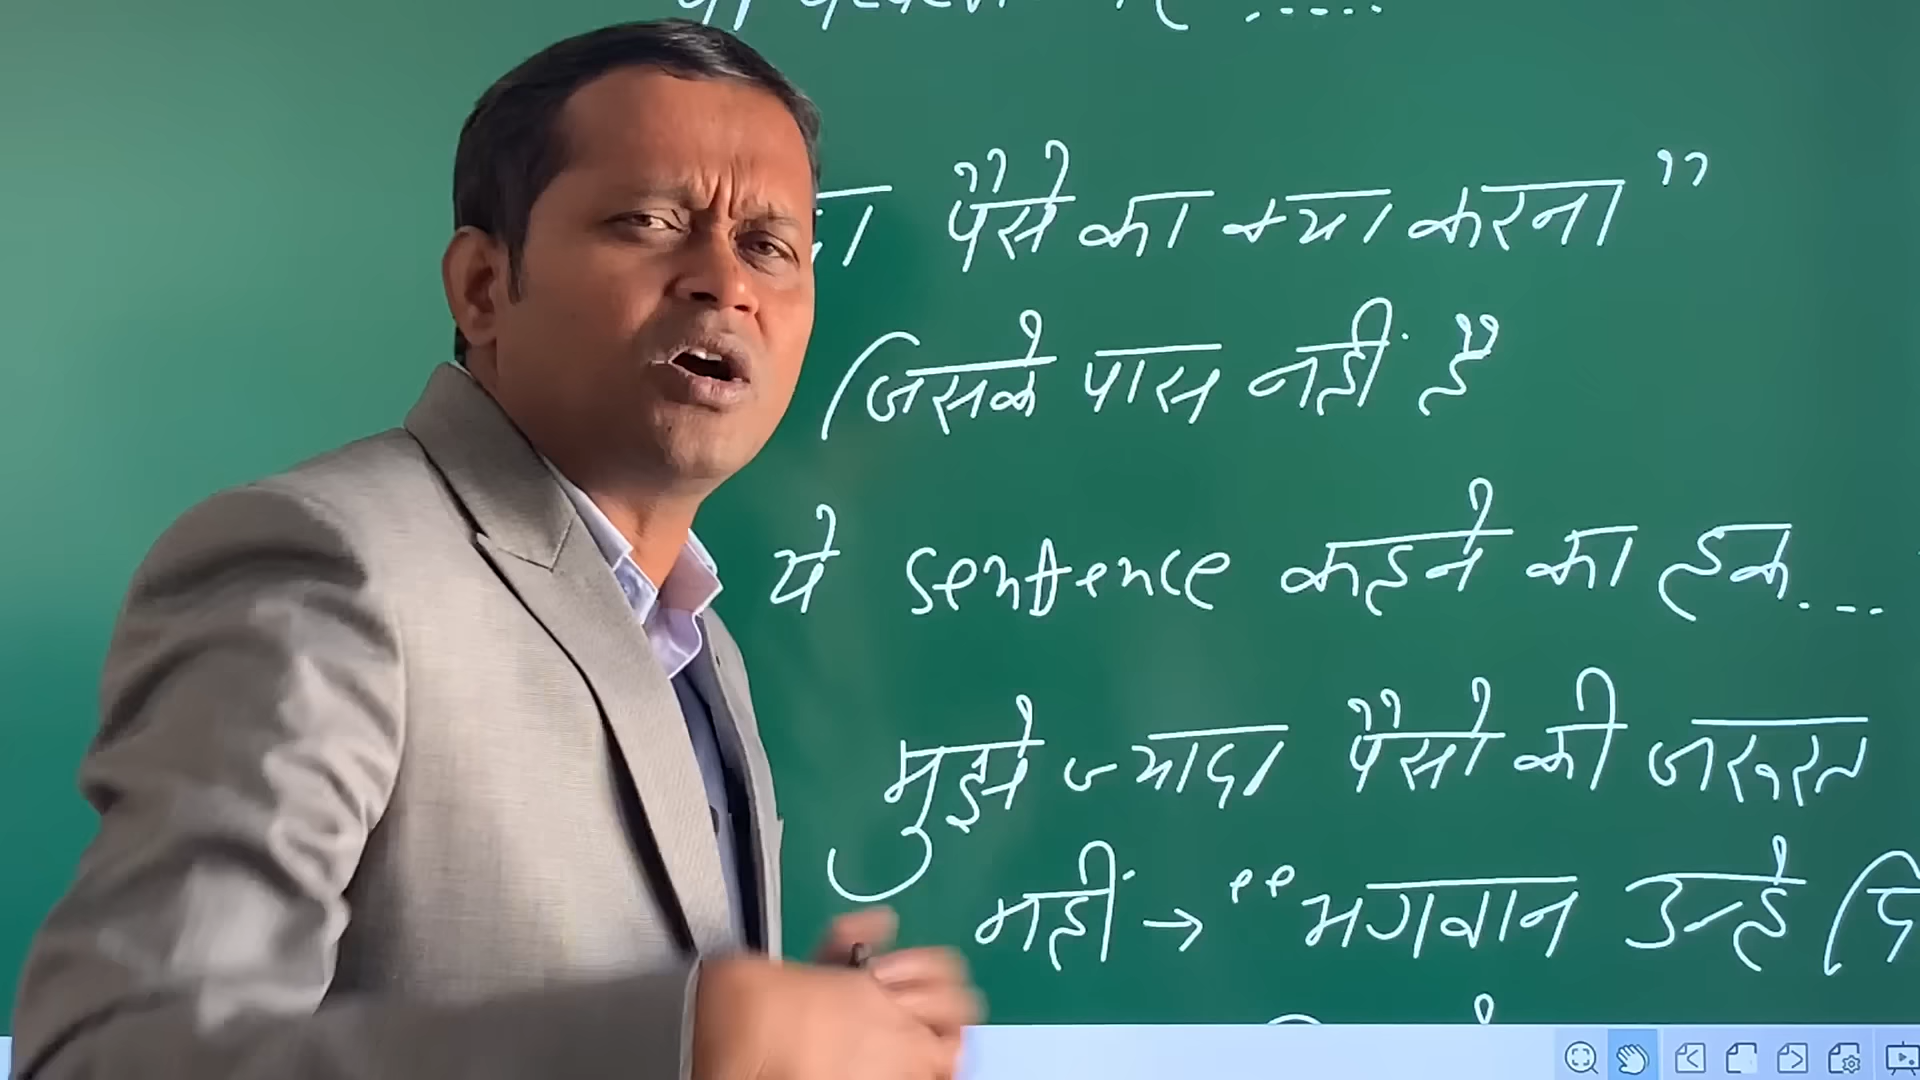 पैसे का क्या करना"
जिसके पास नहीं है
ये sentence कहने का हक...
मुझे ज्यादा पैसो की जरूरत
नहीं → "भगवान उन्हे